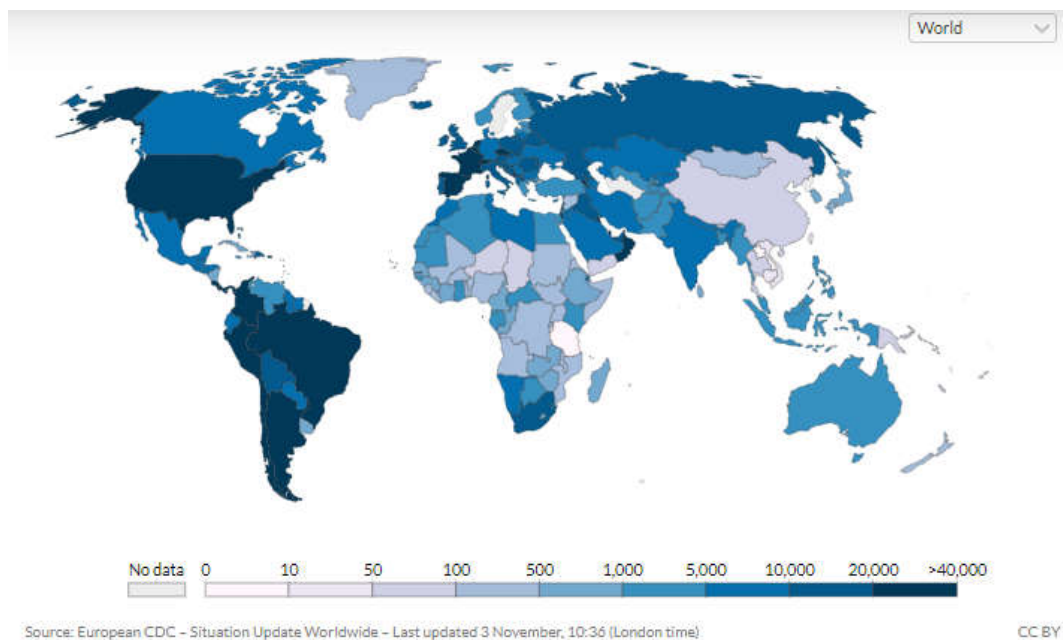 World
No data 0 10 50 100 500 1,000 5,000 10,000 20,000 >40,000
Source: European CDC – Situation Update Worldwide – Last updated 3 November, 10:36 (London time) CC BY